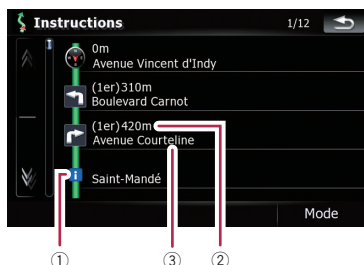 Instructions
1/12
0m
Avenue Vincent d'Indy
(1er)310m
Boulevard Carnot
(1er)420m
Avenue Courteline
Saint-Mandé
Mode
① ③ ②